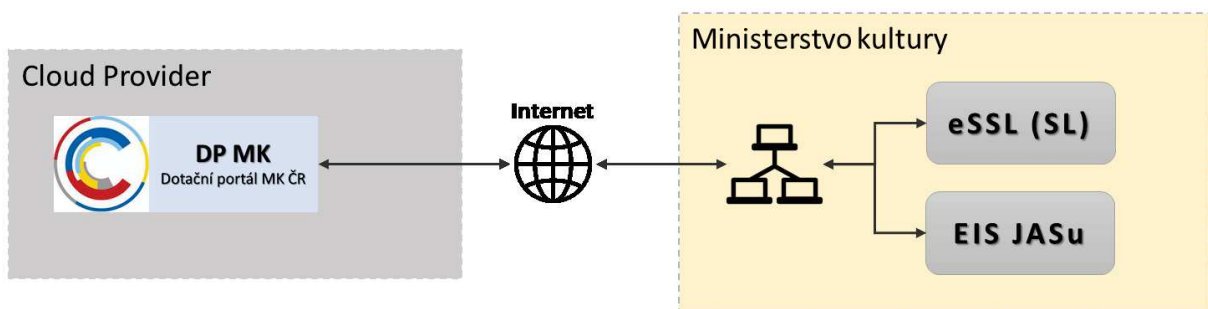 Cloud Provider
DP MK
Dotační portál MK ČR
Internet
Ministerstvo kultury
eSSL (SL)
EIS JASu